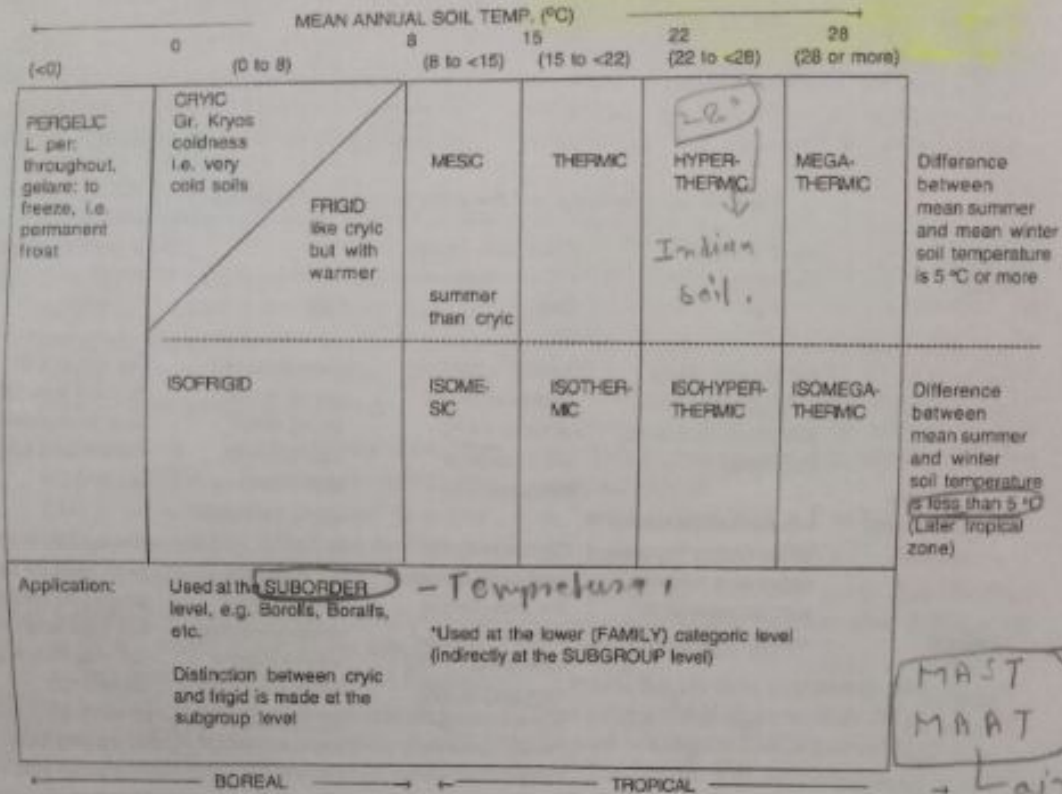 MEAN ANNUAL SOIL TEMP. (ºC)
0 8 15 22 28
(<0) (0 to 8) (8 to <15) (15 to <22) (22 to <28) (28 or more)
PERGELIC
L. per:
throughout,
gelare: to
freeze, i.e.
permanent
frost
CRYIC
Gr. Kryos
coldness
i.e. very
cold soils
FRIGID
like cryic
but with
warmer
MESIC
summer
than cryic
THERMIC
HYPER-
THERMIC
Indian
soil.
MEGA-
THERMIC
Difference
between
mean summer
and mean winter
soil temperature
is 5 ºC or more
ISOFRIGID
ISOME-
SIC
ISOTHER-
MIC
ISOHYPER-
THERMIC
ISOMEGA-
THERMIC
Difference
between
mean summer
and winter
soil temperature
is less than 5 ºC
(Later tropical
zone)
Application:
Used at the SUBORDER
level, e.g. Borolls, Boralfs,
etc.
Distinction between cryic
and frigid is made at the
subgroup level
*Used at the lower (FAMILY) categoric level
(indirectly at the SUBGROUP level)
MAST
MAAT
air
BOREAL TROPICAL